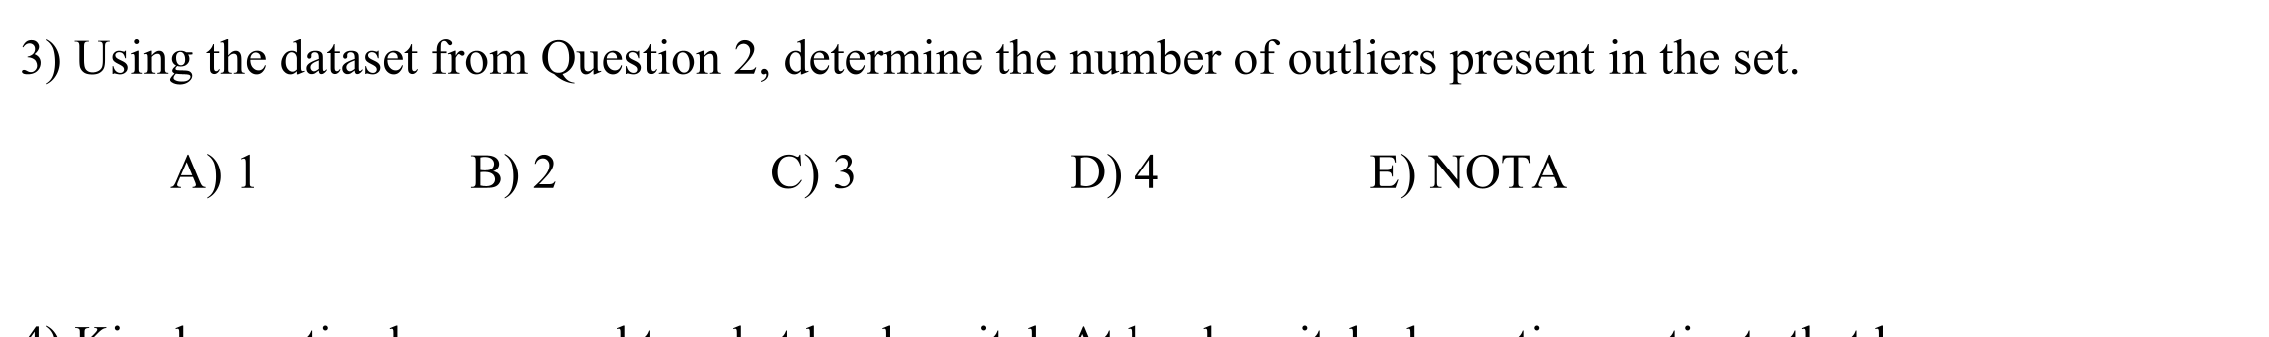 3) Using the dataset from Question 2, determine the number of outliers present in the set.
A) 1 B) 2 C) 3 D) 4 E) NOTA